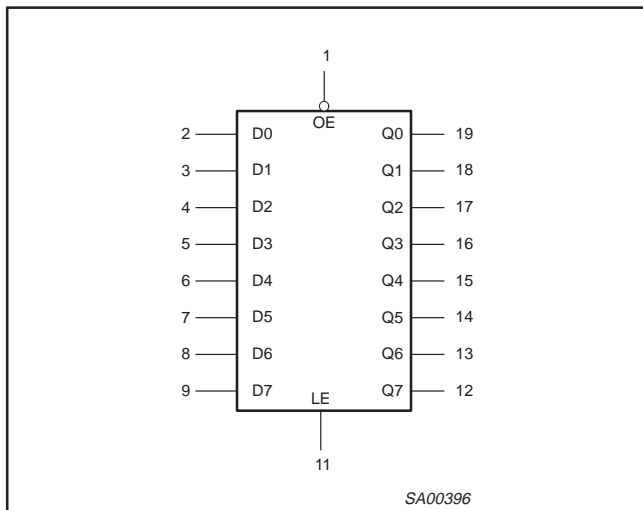 1
OE
2 D0 Q0 19
3 D1 Q1 18
4 D2 Q2 17
5 D3 Q3 16
6 D4 Q4 15
7 D5 Q5 14
8 D6 Q6 13
9 D7 Q7 12
LE
11
SA00396